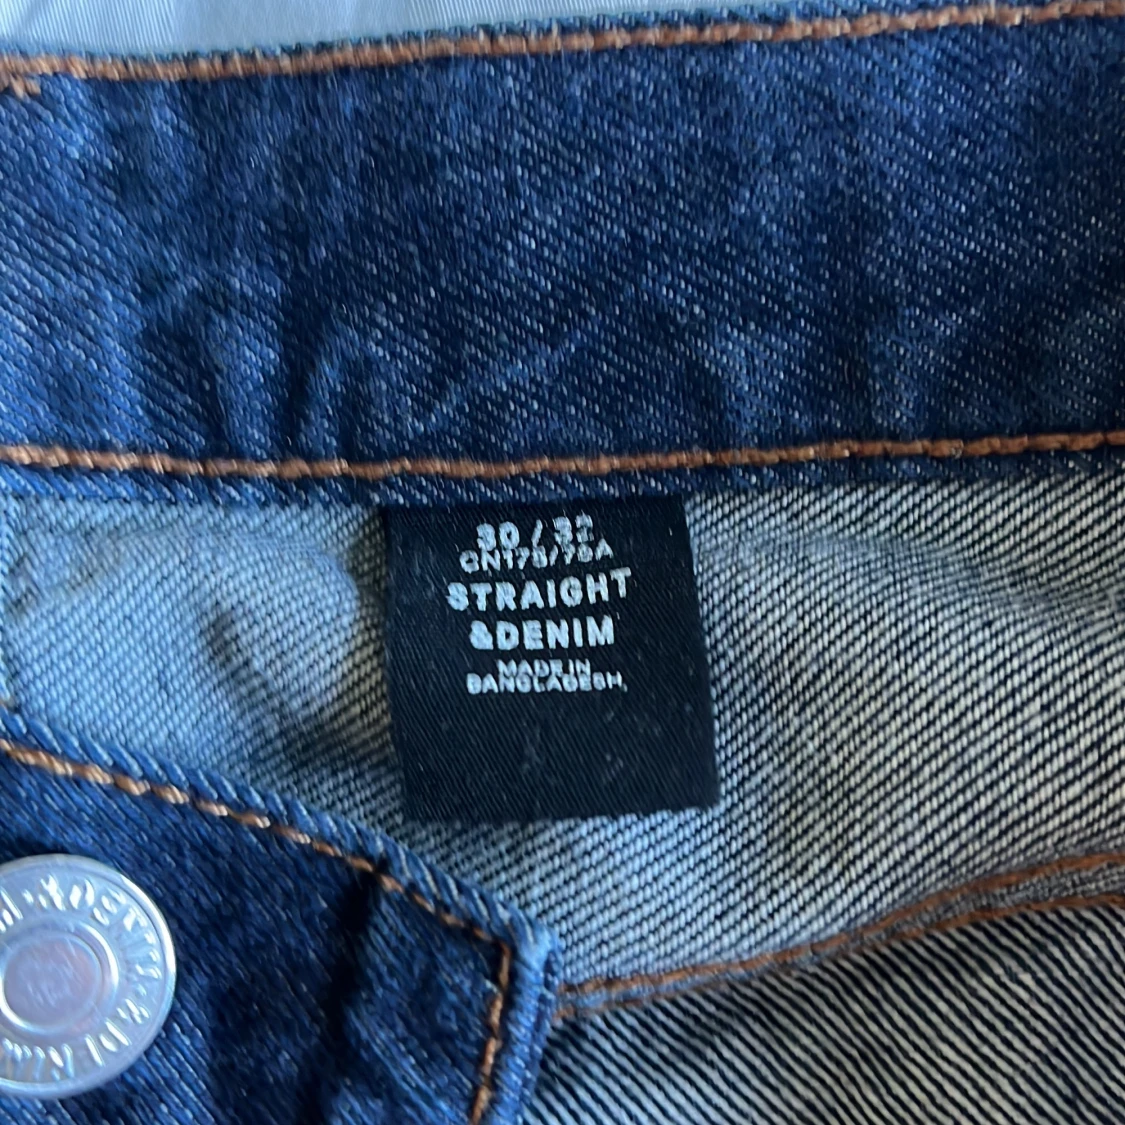 30 / 32
CN175/76A
STRAIGHT
&DENIM
MADE IN
BANGLADESH